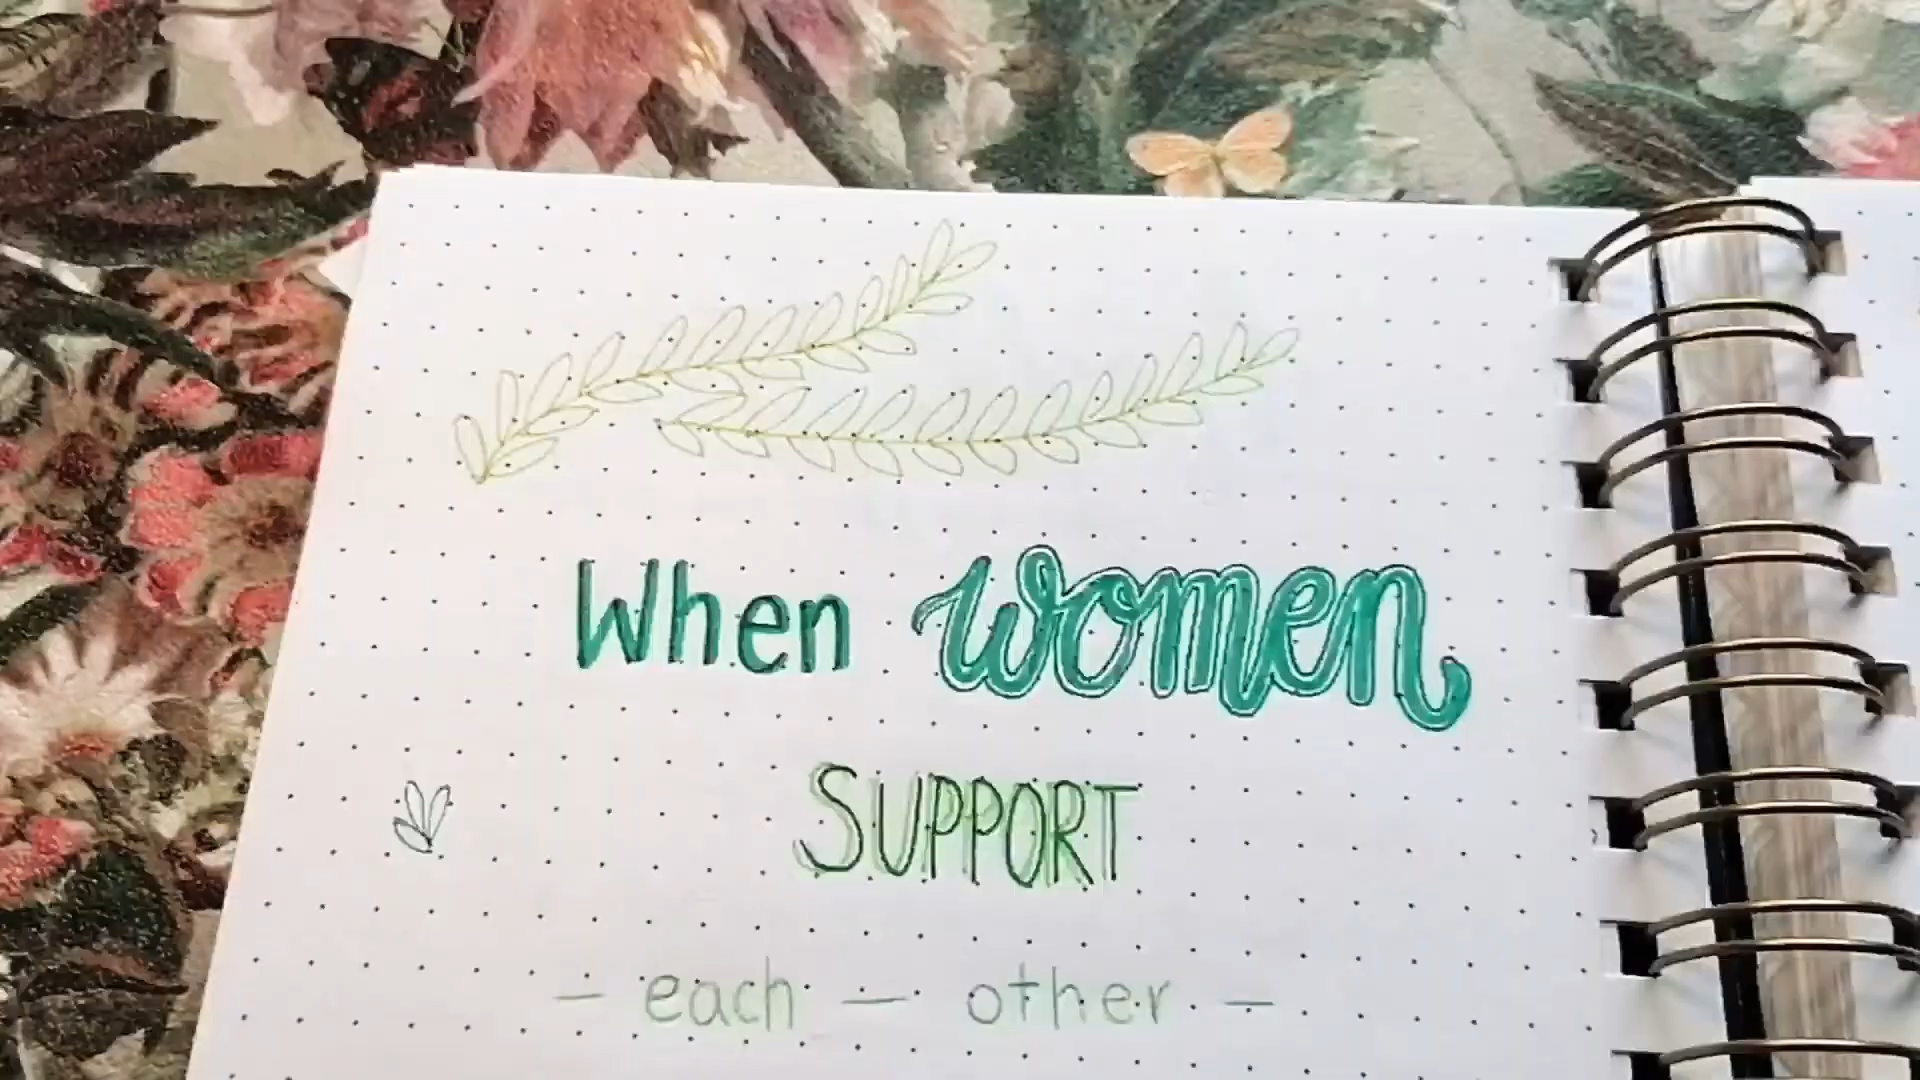 When women
SUPPORT
– each – other –